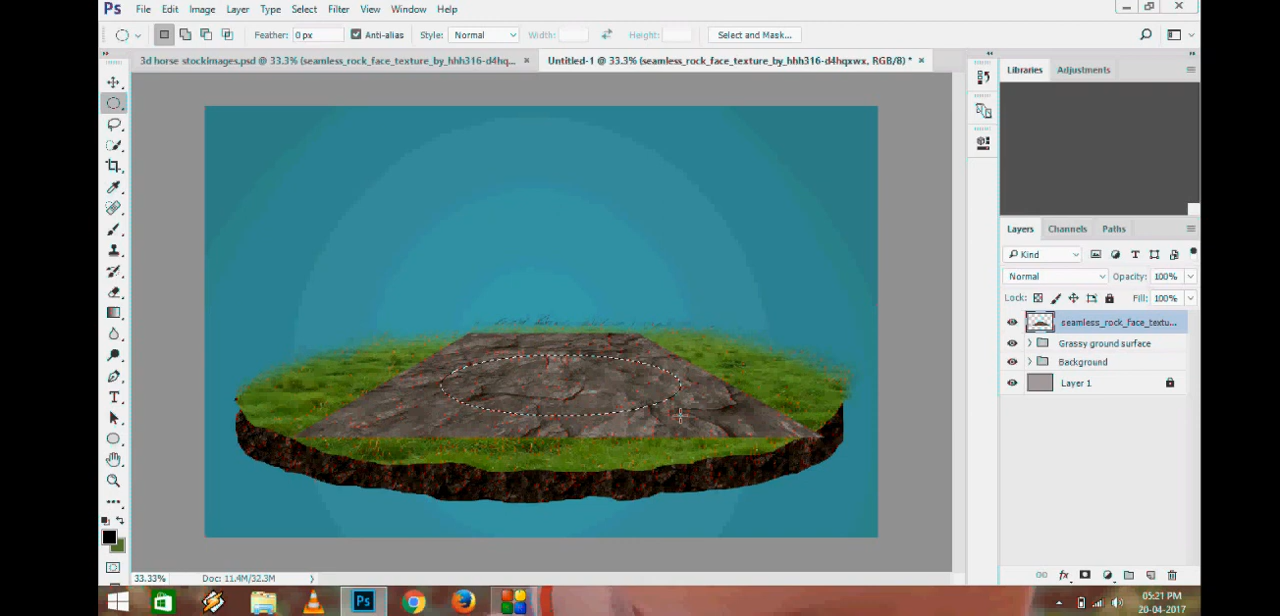 Ps File Edit Image Layer Type Select Filter View Window Help
Feather: 0 px Anti-alias Style: Normal Width: Height: Select and Mask...
3d horse stockimages.psd @ 33.3% (seamless_rock_face_texture_by_hhh316-d4hq... × Untitled-1 @ 33.3% (seamless_rock_face_texture_by_hhh316-d4hqxwx, RGB/8) * ×
Libraries Adjustments
Layers Channels Paths
Kind
Normal Opacity: 100%
Lock: Fill: 100%
seamless_rock_face_textu...
Grassy ground surface
Background
Layer 1
33.33% Doc: 11.4M/32.3M
Ps
05:21 PM
20-04-2017